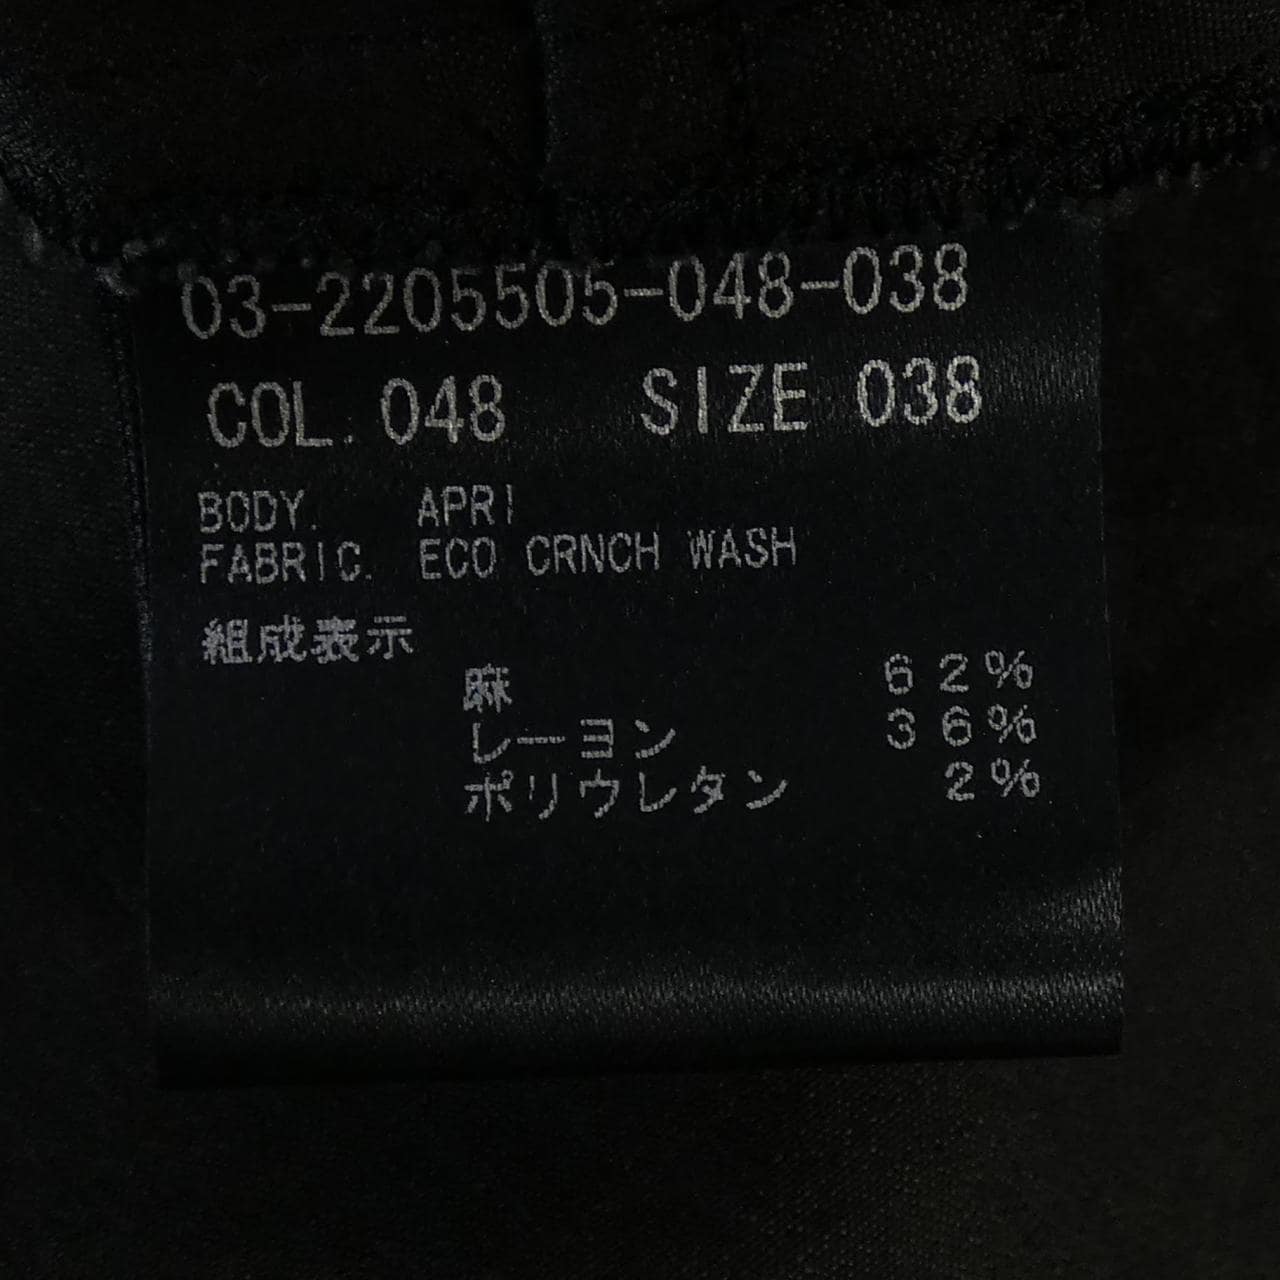 03-2205505-048-038
COL. 048 SIZE 038
BODY. APRI
FABRIC. ECO CRNCH WASH
組成表示
麻 62%
レーヨン 36%
ポリウレタン 2%